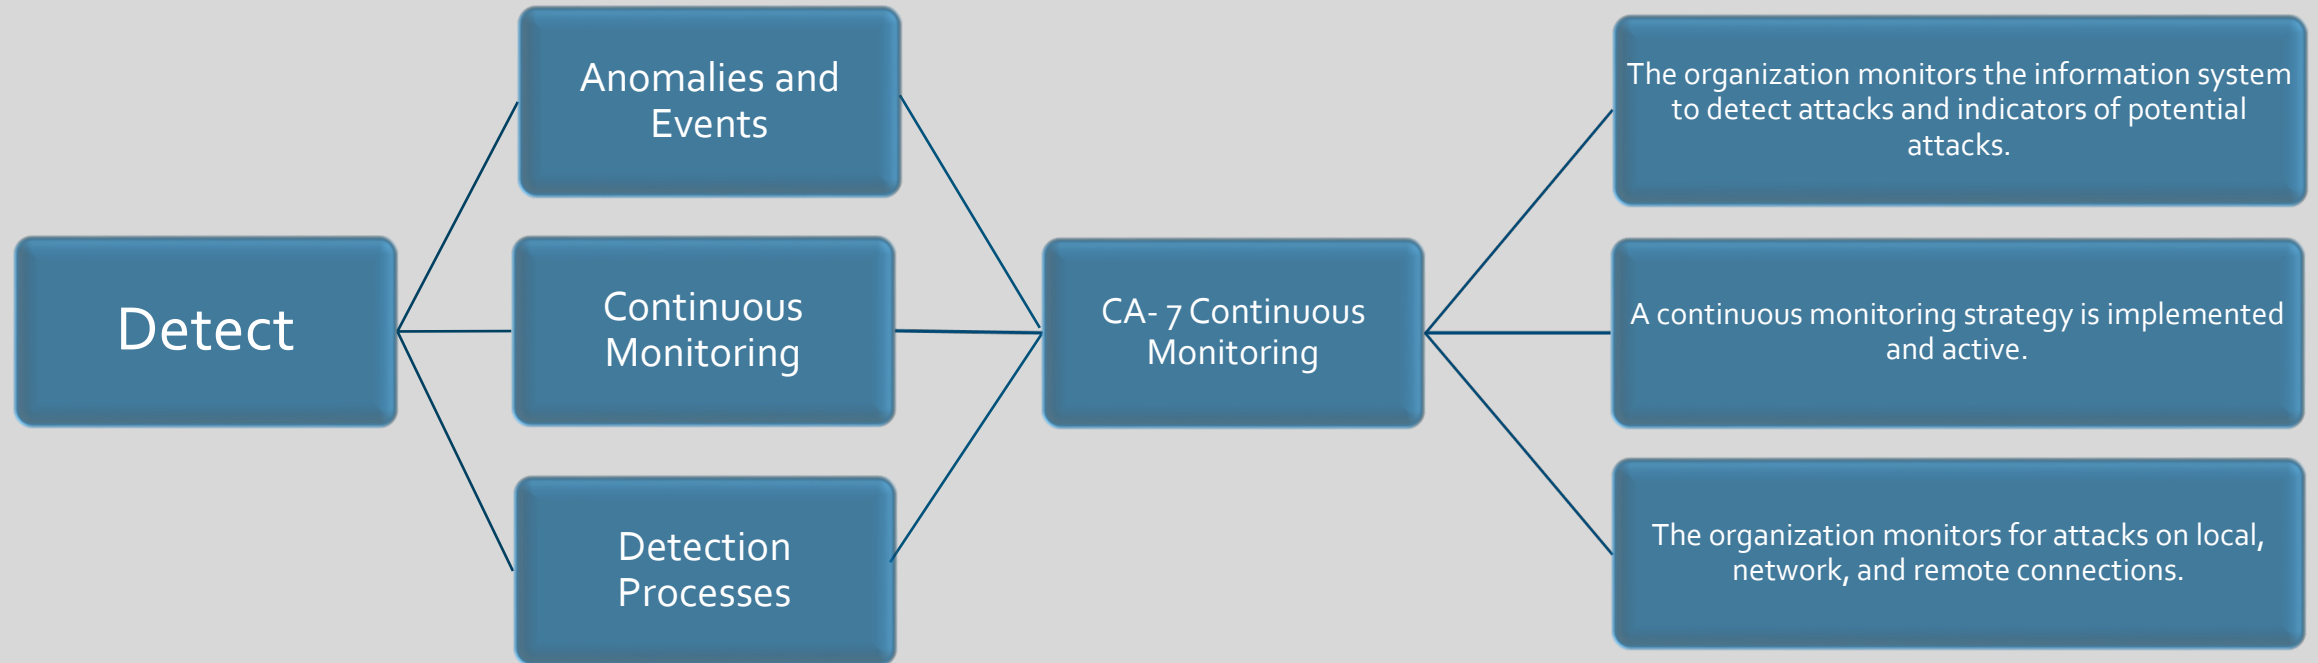 Detect
Anomalies and
Events
Continuous
Monitoring
Detection
Processes
CA- 7 Continuous
Monitoring
The organization monitors the information system
to detect attacks and indicators of potential
attacks.
A continuous monitoring strategy is implemented
and active.
The organization monitors for attacks on local,
network, and remote connections.